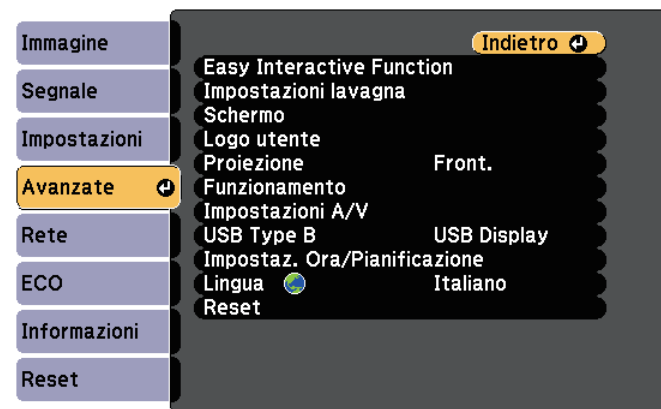 Immagine
Segnale
Impostazioni
Avanzate
Rete
ECO
Informazioni
Reset
Indietro
Easy Interactive Function
Impostazioni lavagna
Schermo
Logo utente
Proiezione Front.
Funzionamento
Impostazioni A/V
USB Type B USB Display
Impostaz. Ora/Pianificazione
Lingua Italiano
Reset